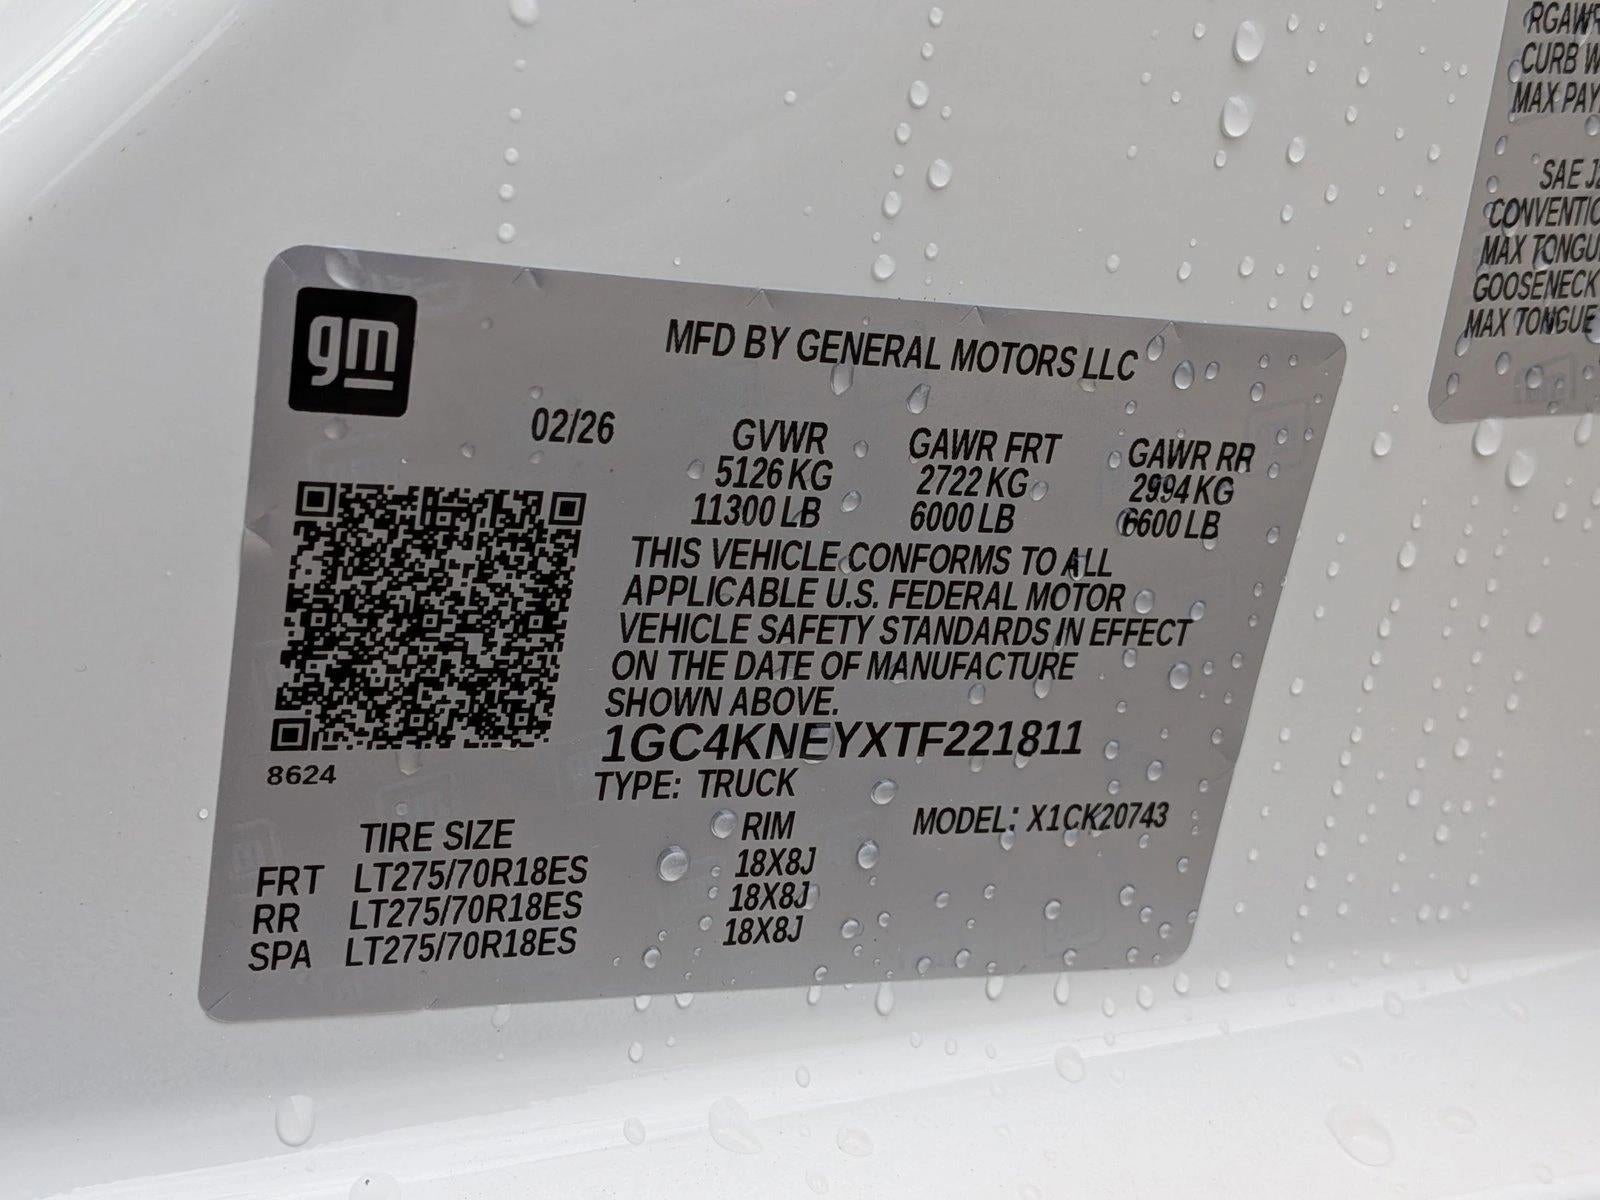 gm
MFD BY GENERAL MOTORS LLC
02/26
GVWR GAWR FRT GAWR RR
5126 KG 2722 KG 2994 KG
11300 LB 6000 LB 6600 LB
THIS VEHICLE CONFORMS TO ALL
APPLICABLE U.S. FEDERAL MOTOR
VEHICLE SAFETY STANDARDS IN EFFECT
ON THE DATE OF MANUFACTURE
SHOWN ABOVE.
1GC4KNEYXTF221811
8624
TYPE: TRUCK
MODEL: X1CK20743
TIRE SIZE RIM
FRT LT275/70R18ES 18X8J
RR LT275/70R18ES 18X8J
SPA LT275/70R18ES 18X8J
RGAWR
CURB
MAX
SAE
MAX
GOOSENECK
MAX TONGUE